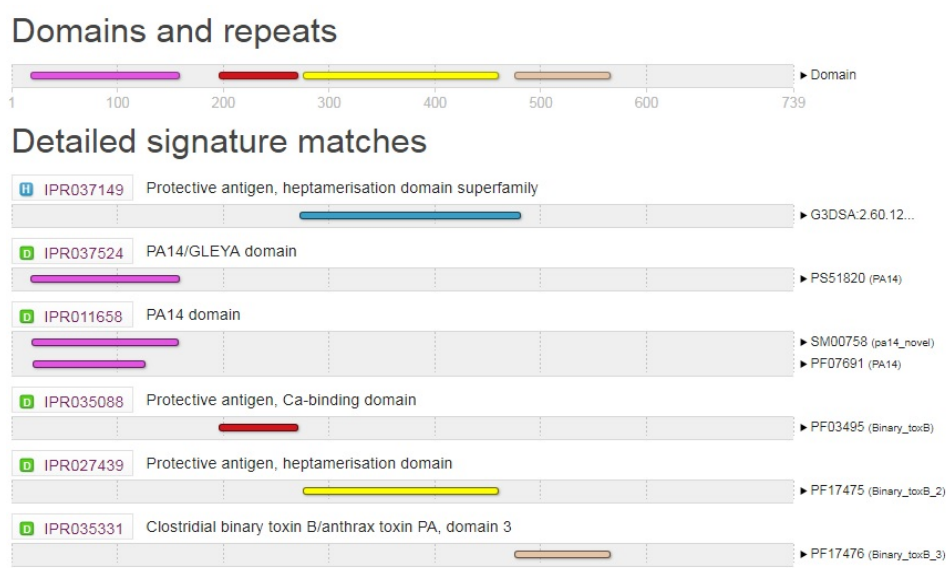 Domains and repeats
Domain
1 100 200 300 400 500 600 739
Detailed signature matches
H IPR037149 Protective antigen, heptamerisation domain superfamily
G3DSA:2.60.12...
D IPR037524 PA14/GLEYA domain
PS51820 (PA14)
D IPR011658 PA14 domain
SM00758 (pa14_novel)
PF07691 (PA14)
D IPR035088 Protective antigen, Ca-binding domain
PF03495 (Binary_toxB)
D IPR027439 Protective antigen, heptamerisation domain
PF17475 (Binary_toxB_2)
D IPR035331 Clostridial binary toxin B/anthrax toxin PA, domain 3
PF17476 (Binary_toxB_3)